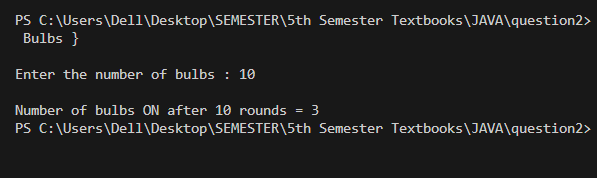 PS C:\Users\Dell\Desktop\SEMESTER\5th Semester Textbooks\JAVA\question2>
Bulbs }
Enter the number of bulbs : 10
Number of bulbs ON after 10 rounds = 3
PS C:\Users\Dell\Desktop\SEMESTER\5th Semester Textbooks\JAVA\question2>